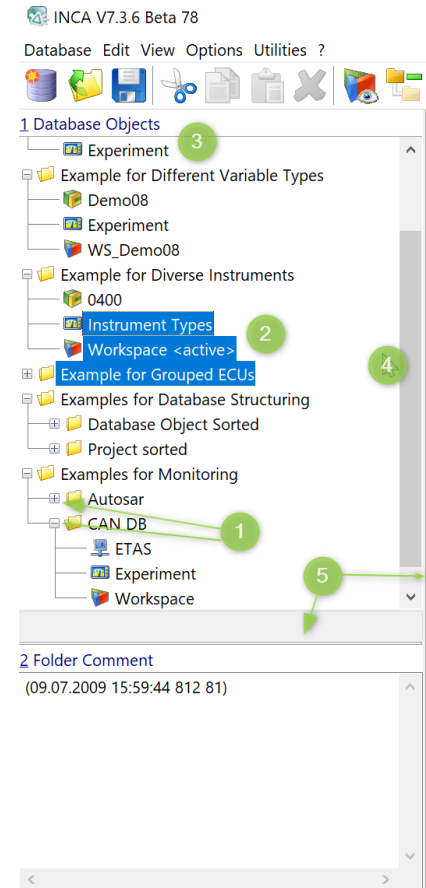 INCA V7.3.6 Beta 78
Database Edit View Options Utilities ?
1 Database Objects
Experiment
3
Example for Different Variable Types
Demo08
Experiment
WS_Demo08
Example for Diverse Instruments
0400
Instrument Types
2
Workspace <active>
4
Example for Grouped ECUs
Examples for Database Structuring
Database Object Sorted
Project sorted
Examples for Monitoring
Autosar
CAN DB
1
ETAS
Experiment
5
Workspace
2 Folder Comment
(09.07.2009 15:59:44 812 81)